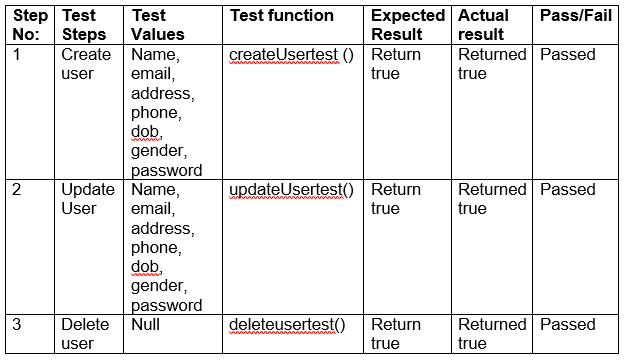 Step No: Test Steps Test Values Test function Expected Result Actual result Pass/Fail
1 Create user Name, email, address, phone, dob, gender, password createUsertest () Return true Returned true Passed
2 Update User Name, email, address, phone, dob, gender, password updateUsertest() Return true Returned true Passed
3 Delete user Null deleteusertest() Return true Returned true Passed